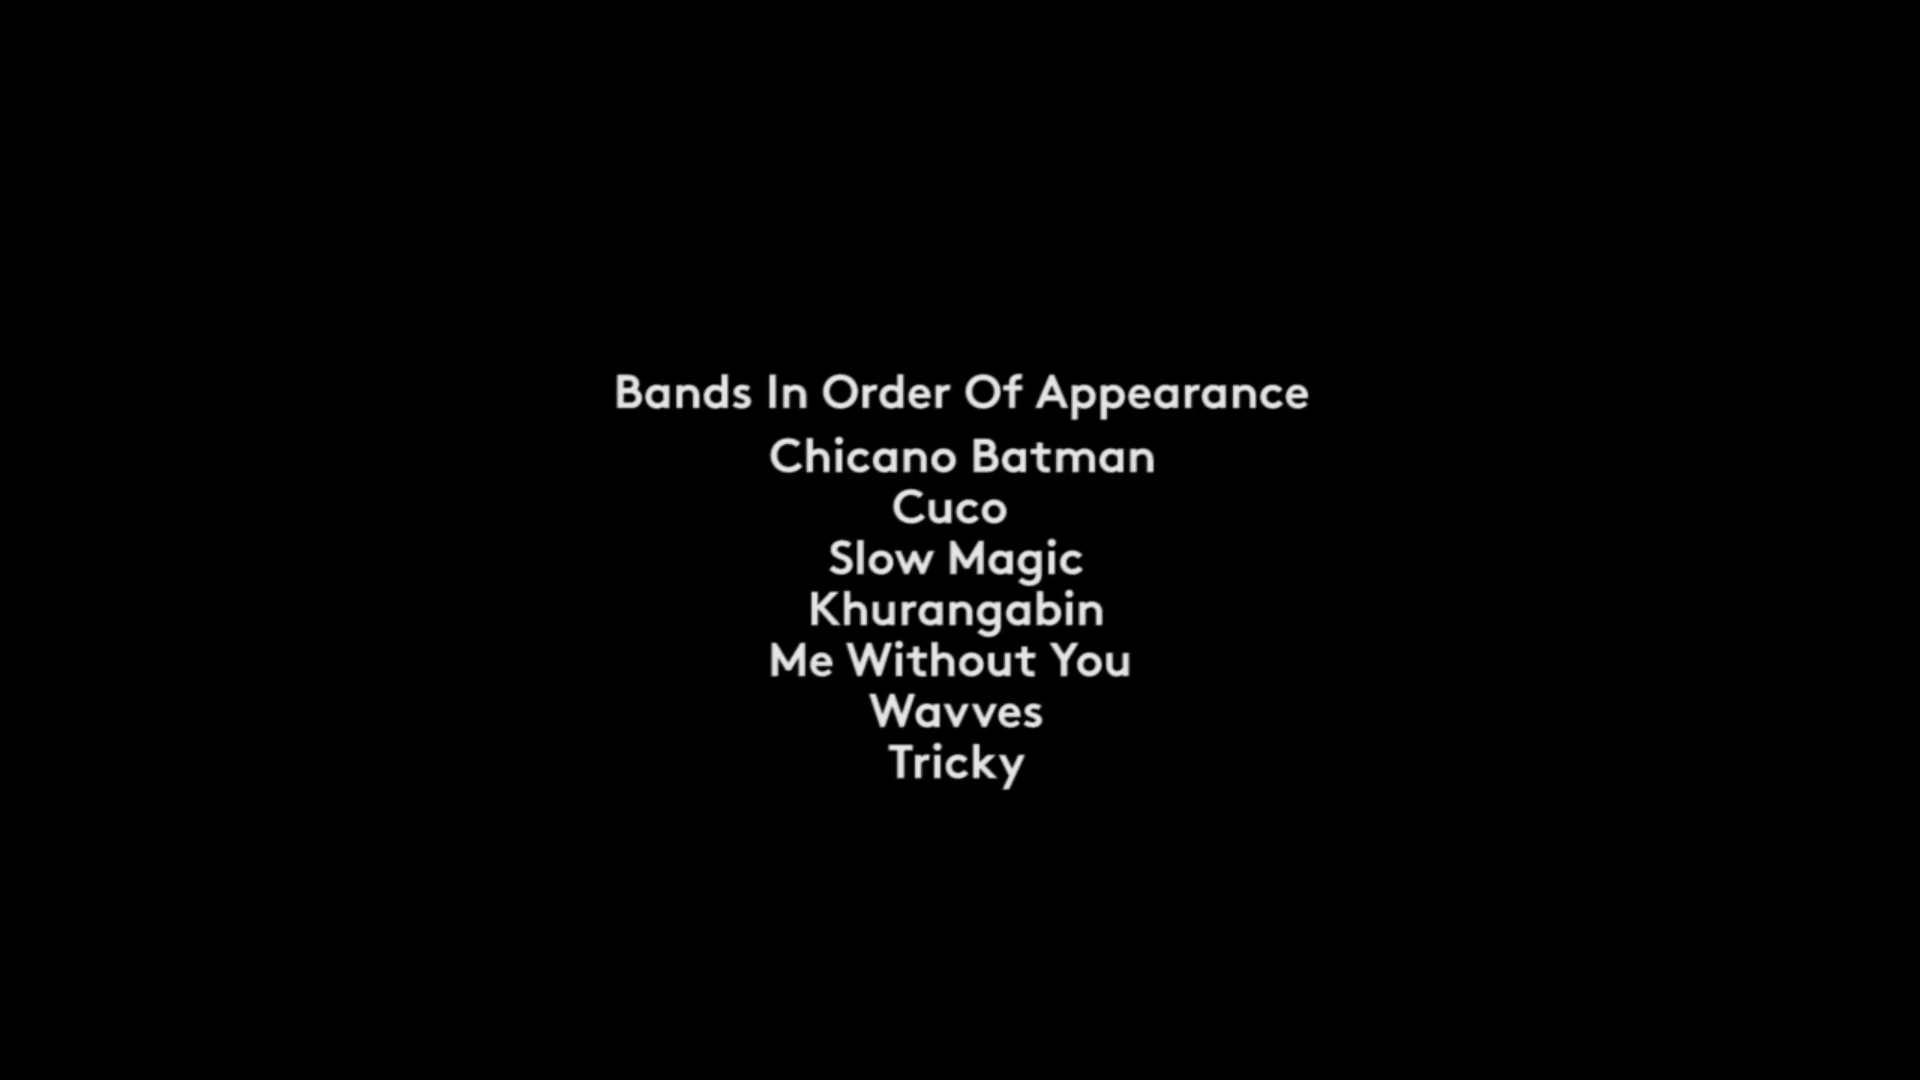 Bands In Order Of Appearance
Chicano Batman
Cuco
Slow Magic
Khurangabin
Me Without You
Wavves
Tricky